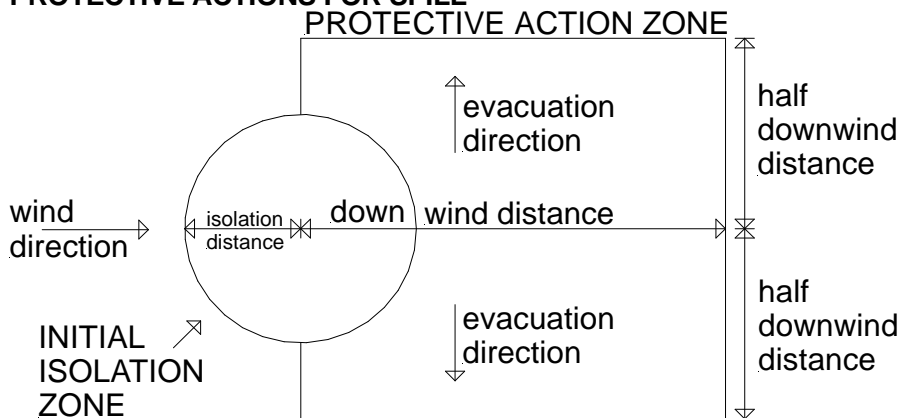 PROTECTIVE ACTIONS FOR SPILL
PROTECTIVE ACTION ZONE
evacuation
direction
half
downwind
distance
wind
direction
isolation
distance
down wind distance
evacuation
direction
half
downwind
distance
INITIAL
ISOLATION
ZONE